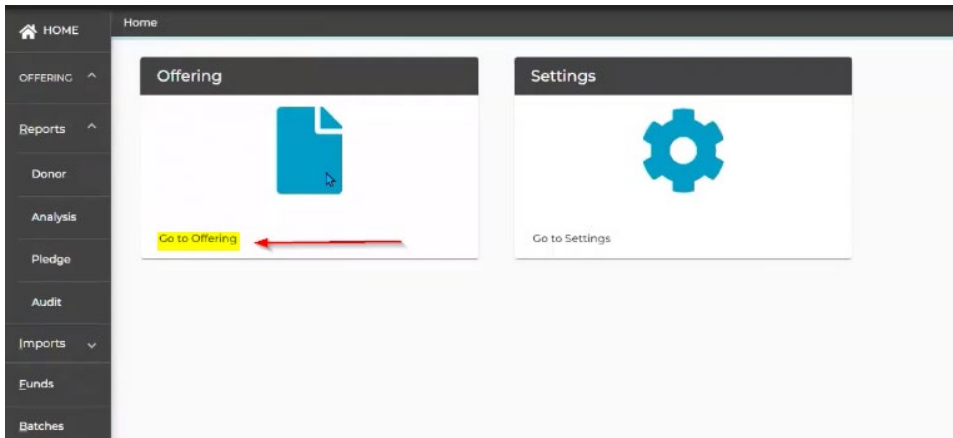 HOME
Home
OFFERING
Reports
Donor
Analysis
Pledge
Audit
Imports
Funds
Batches
Offering
Go to Offering
Settings
Go to Settings